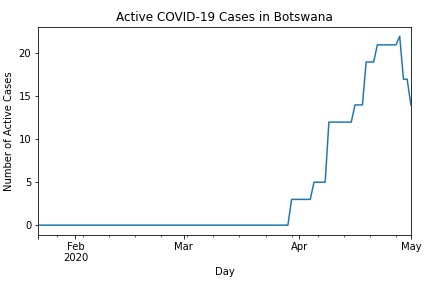 Active COVID-19 Cases in Botswana
Number of Active Cases
20
15
10
5
0
Feb
2020
Mar
Apr
May
Day